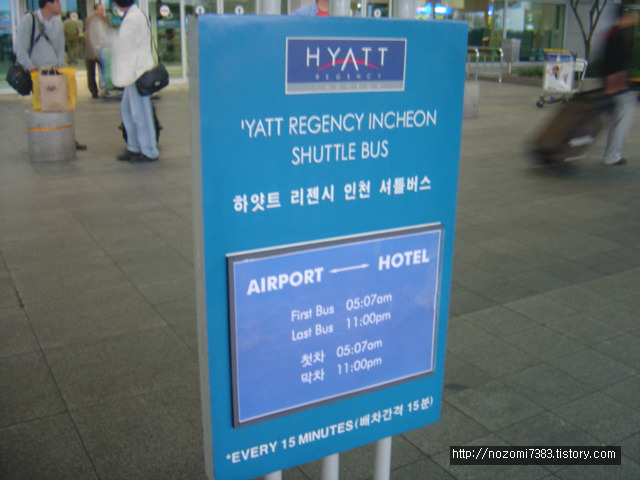 HYATT
REGENCY
INCHEON
'YATT REGENCY INCHEON
SHUTTLE BUS
하얏트 리젠시 인천 셔틀버스
AIRPORT ↔ HOTEL
First Bus 05:07am
Last Bus 11:00pm
첫차 05:07am
막차 11:00pm
*EVERY 15 MINUTES (배차간격 15분)
http://nozomi7383.tistory.com